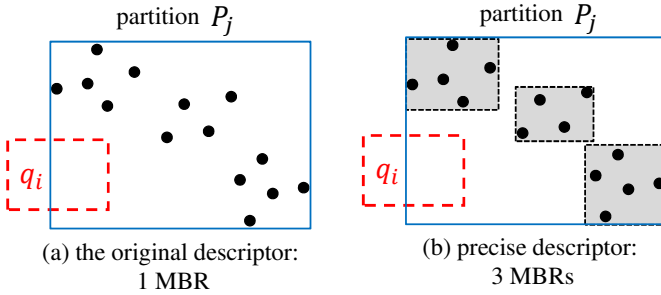 partition P_j
q_i
(a) the original descriptor:
1 MBR
partition P_j
q_i
(b) precise descriptor:
3 MBRs